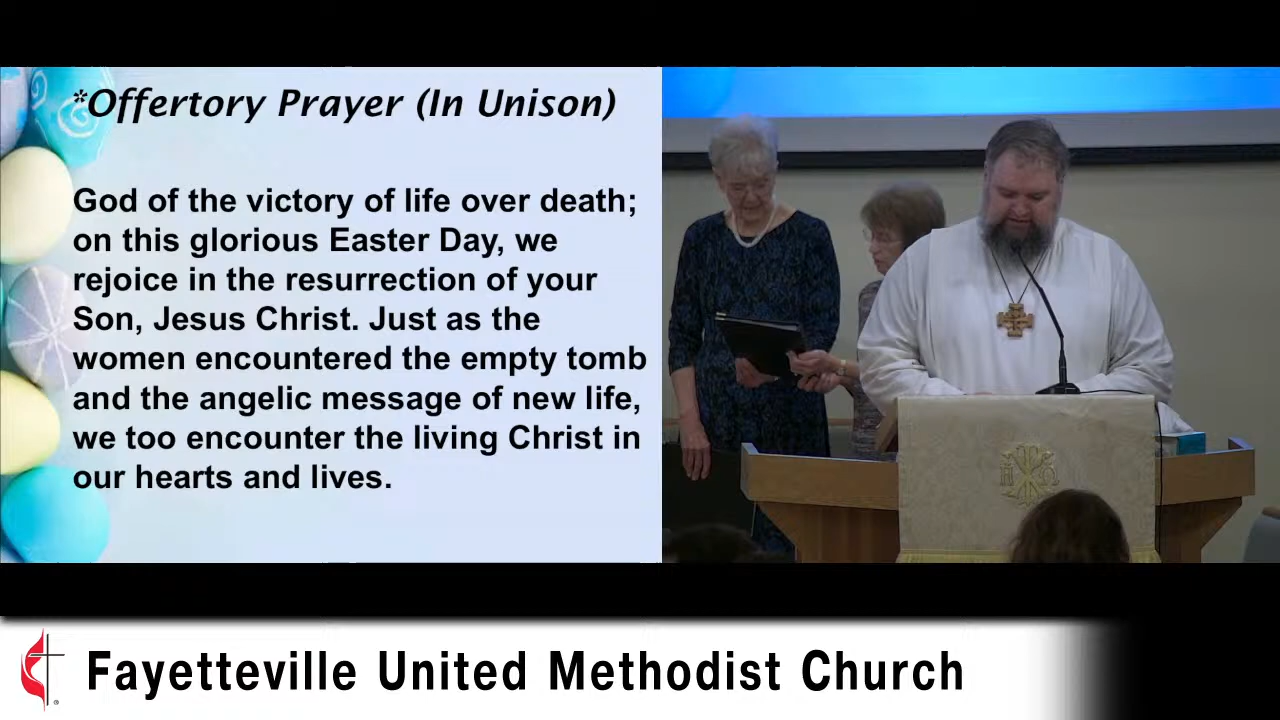 *Offertory Prayer (In Unison)
God of the victory of life over death;
on this glorious Easter Day, we
rejoice in the resurrection of your
Son, Jesus Christ. Just as the
women encountered the empty tomb
and the angelic message of new life,
we too encounter the living Christ in
our hearts and lives.
Fayetteville United Methodist Church